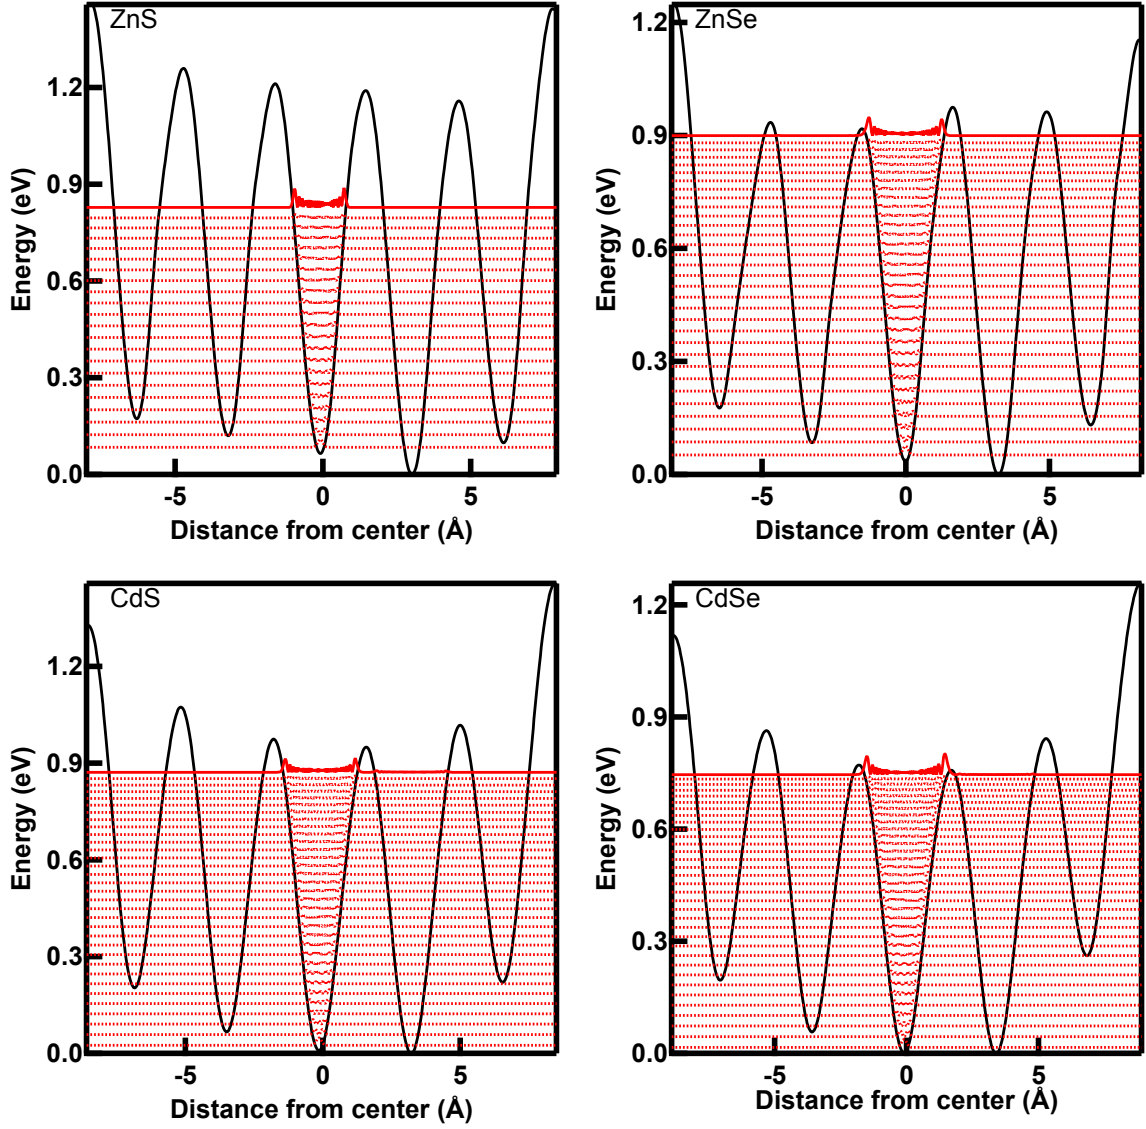 ZnS
1.2
0.9
0.6
0.3
0.0
Energy (eV)
-5
0
5
Distance from center (Å)
ZnSe
1.2
0.9
0.6
0.3
0.0
Energy (eV)
-5
0
5
Distance from center (Å)
CdS
1.2
0.9
0.6
0.3
0.0
Energy (eV)
-5
0
5
Distance from center (Å)
CdSe
1.2
0.9
0.6
0.3
0.0
Energy (eV)
-5
0
5
Distance from center (Å)